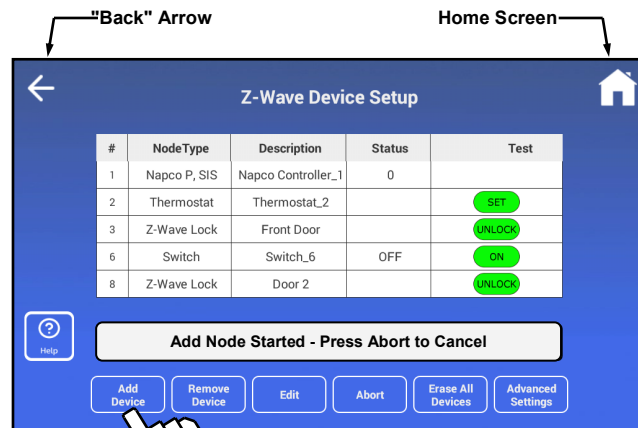 "Back" Arrow Home Screen
Z-Wave Device Setup
# NodeType Description Status Test
1 Napco P, SIS Napco Controller_1 0
2 Thermostat Thermostat_2 SET
3 Z-Wave Lock Front Door UNLOCK
6 Switch Switch_6 OFF ON
8 Z-Wave Lock Door 2 UNLOCK
?
Help
Add Node Started - Press Abort to Cancel
Add Device Remove Device Edit Abort Erase All Devices Advanced Settings